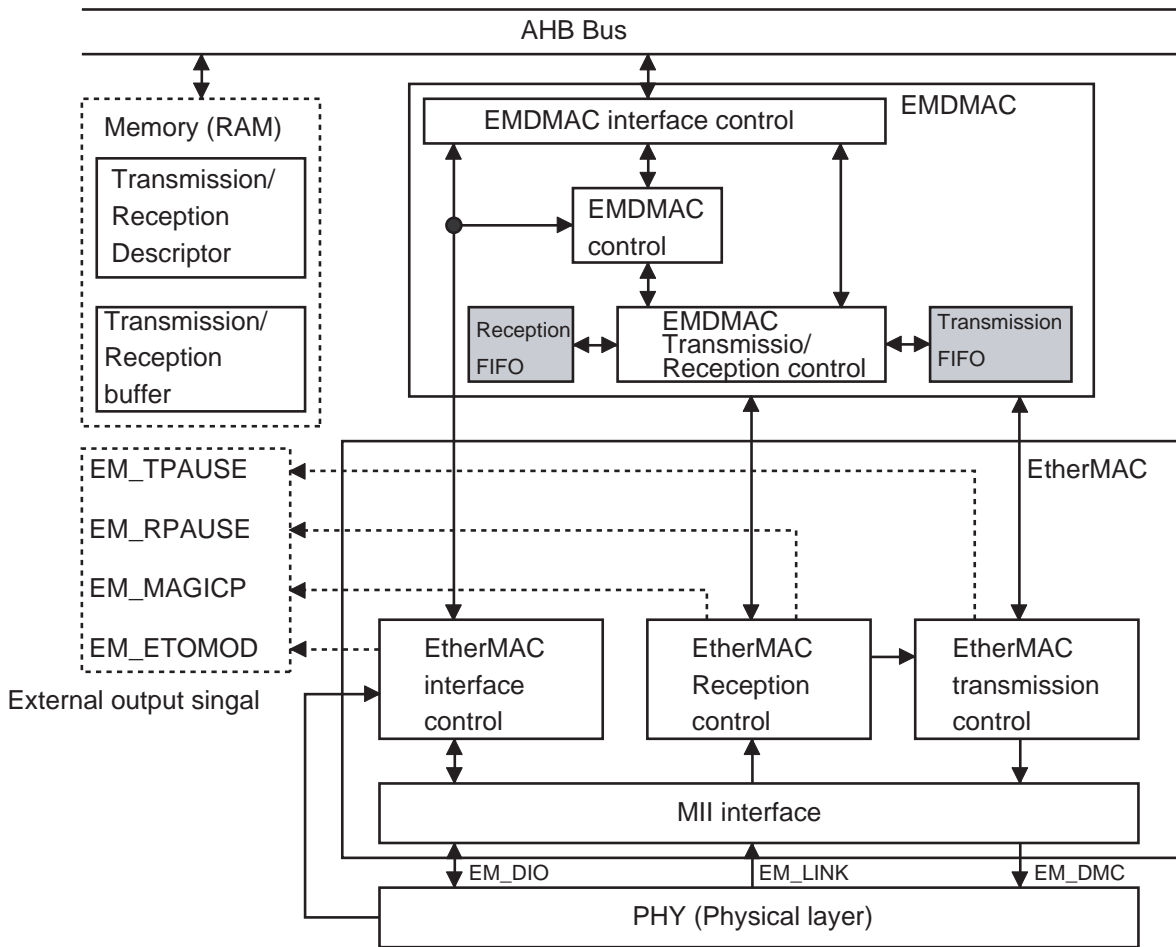 AHB Bus
Memory (RAM)
Transmission/
Reception
Descriptor
Transmission/
Reception
buffer
EMDMAC
EMDMAC interface control
EMDMAC
control
Reception
FIFO
EMDMAC
Transmissio/
Reception control
Transmission
FIFO
EM_TPAUSE
EM_RPAUSE
EM_MAGICP
EM_ETOMOD
External output singal
EtherMAC
EtherMAC
interface
control
EtherMAC
Reception
control
EtherMAC
transmission
control
MII interface
EM_DIO
EM_LINK
EM_DMC
PHY (Physical layer)